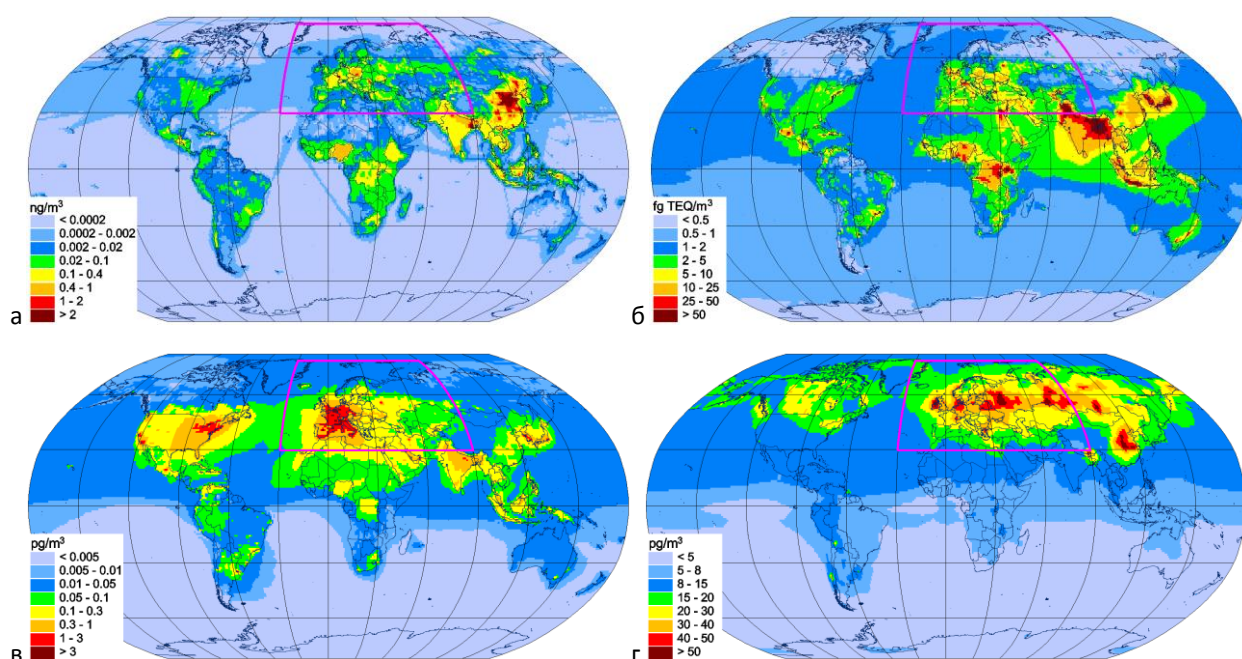 ng/m³
< 0.0002
0.0002 - 0.002
0.002 - 0.02
0.02 - 0.1
0.1 - 0.4
0.4 - 1
1 - 2
> 2
а
fg TEQ/m³
< 0.5
0.5 - 1
1 - 2
2 - 5
5 - 10
10 - 25
25 - 50
> 50
б
pg/m³
< 0.005
0.005 - 0.01
0.01 - 0.05
0.05 - 0.1
0.1 - 0.3
0.3 - 1
1 - 3
> 3
в
pg/m³
< 5
5 - 8
8 - 15
15 - 20
20 - 30
30 - 40
40 - 50
> 50
г